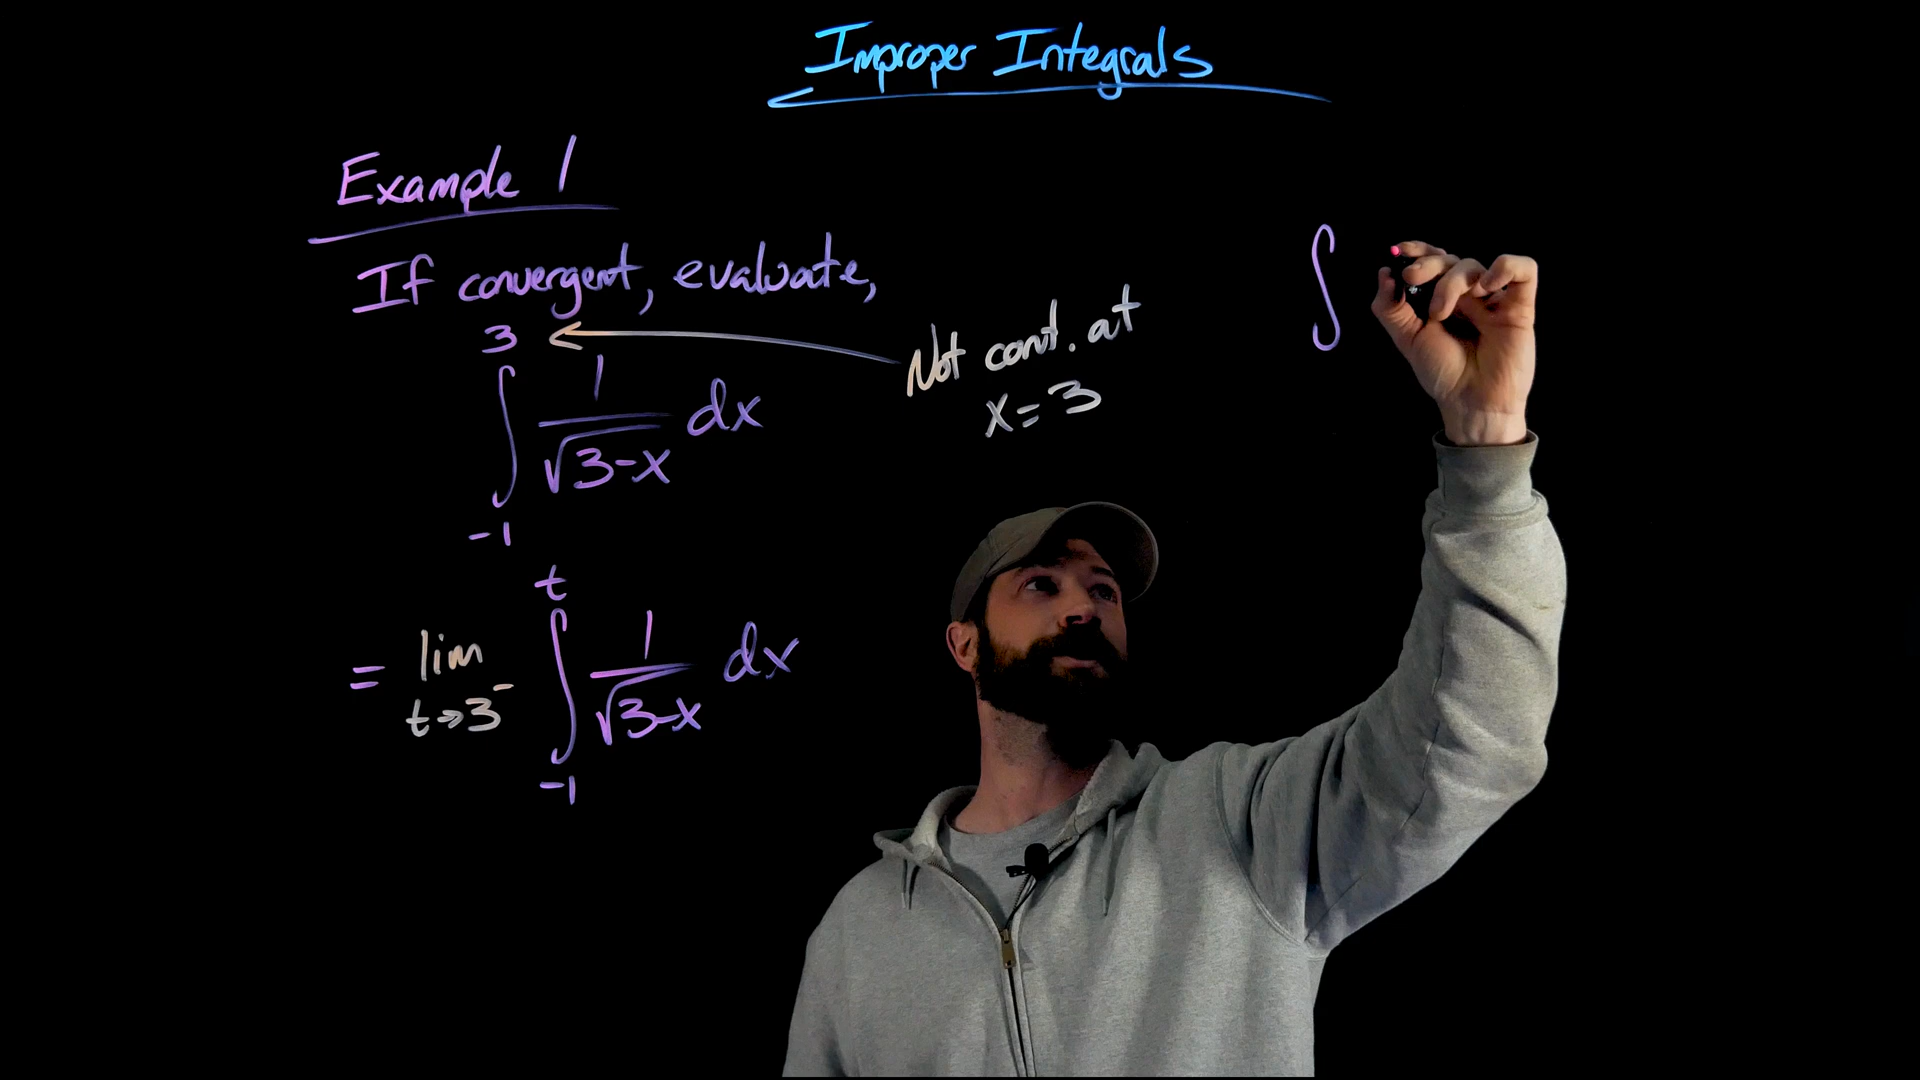 Improper Integrals
Example 1
If convergent, evaluate,
3
∫ 1/√3-x dx
-1
Not cont. at
x = 3
t
= lim ∫ 1/√3-x dx
t→3⁻
-1
∫